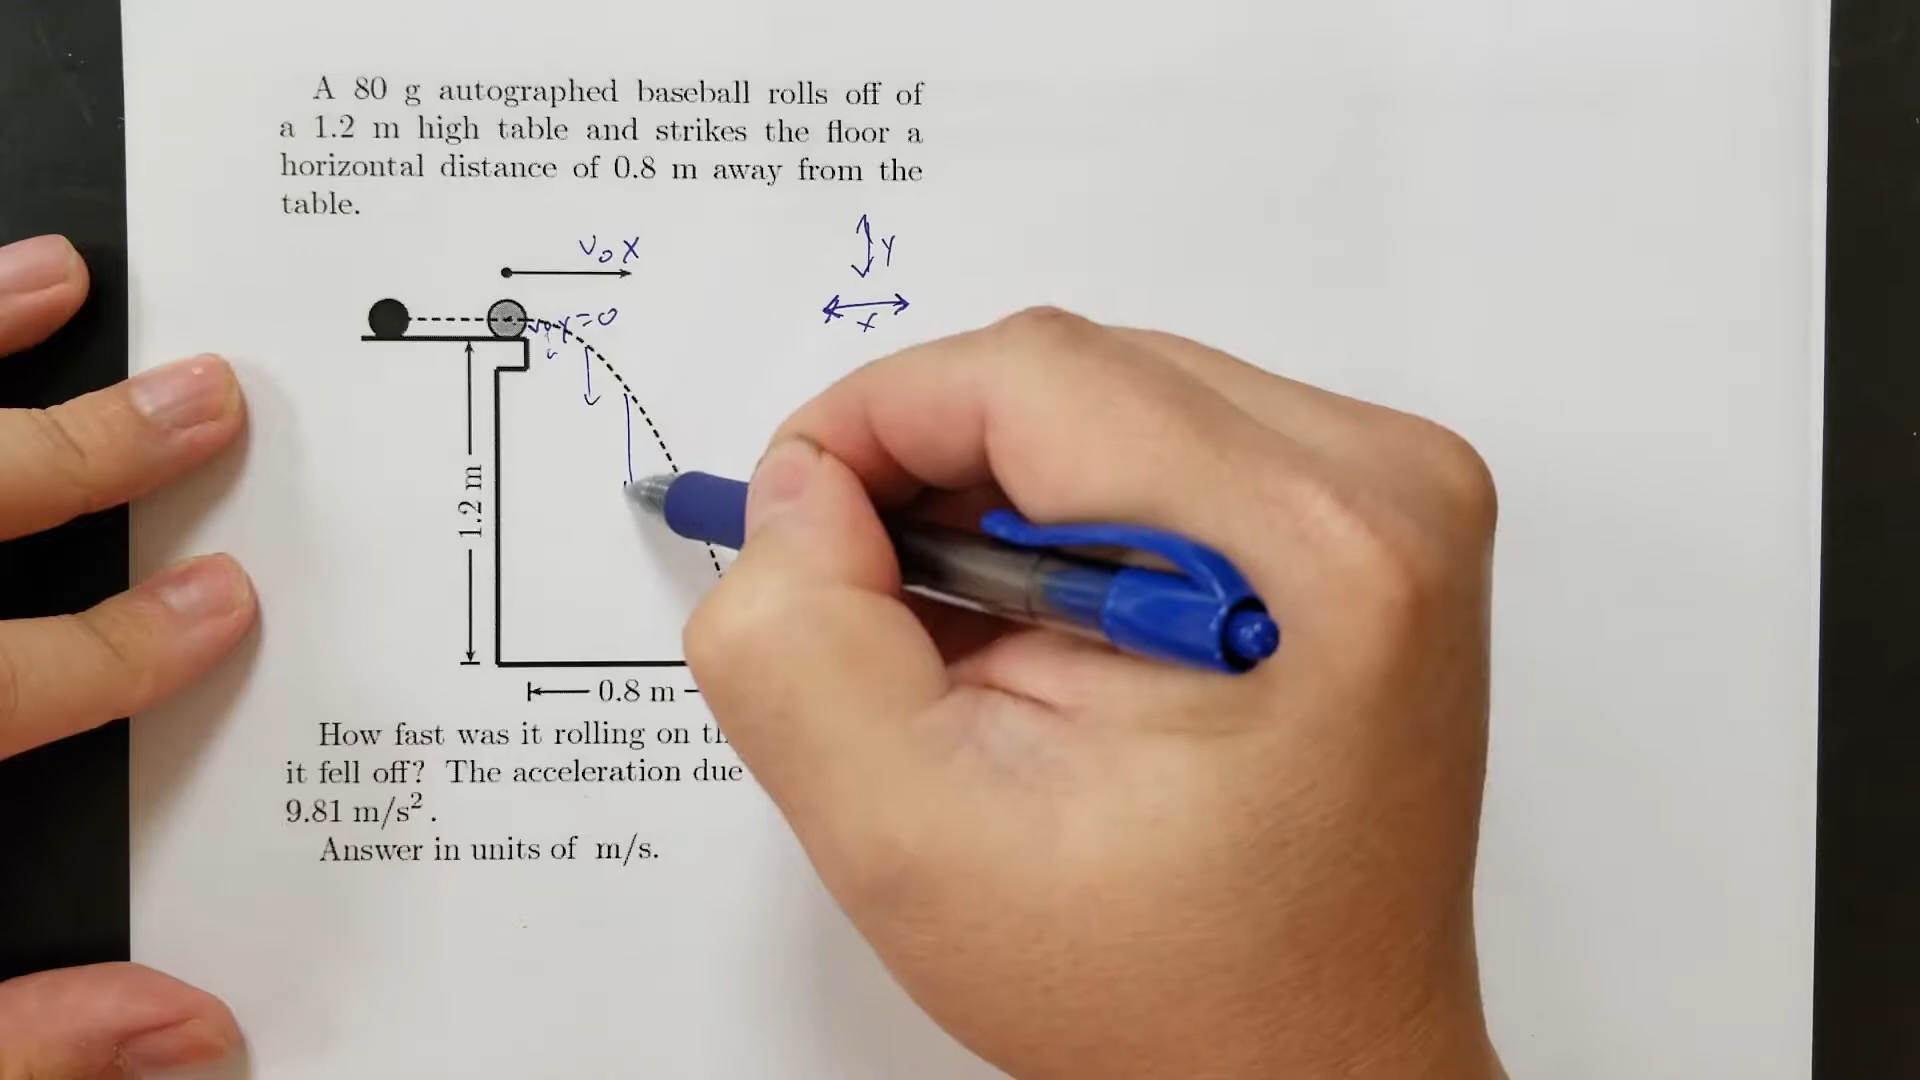 A 80 g autographed baseball rolls off of
a 1.2 m high table and strikes the floor a
horizontal distance of 0.8 m away from the
table.
v₀x
Y
x
=0
1.2 m
0.8 m
How fast was it rolling on
it fell off? The acceleration due
9.81 m/s².
Answer in units of m/s.